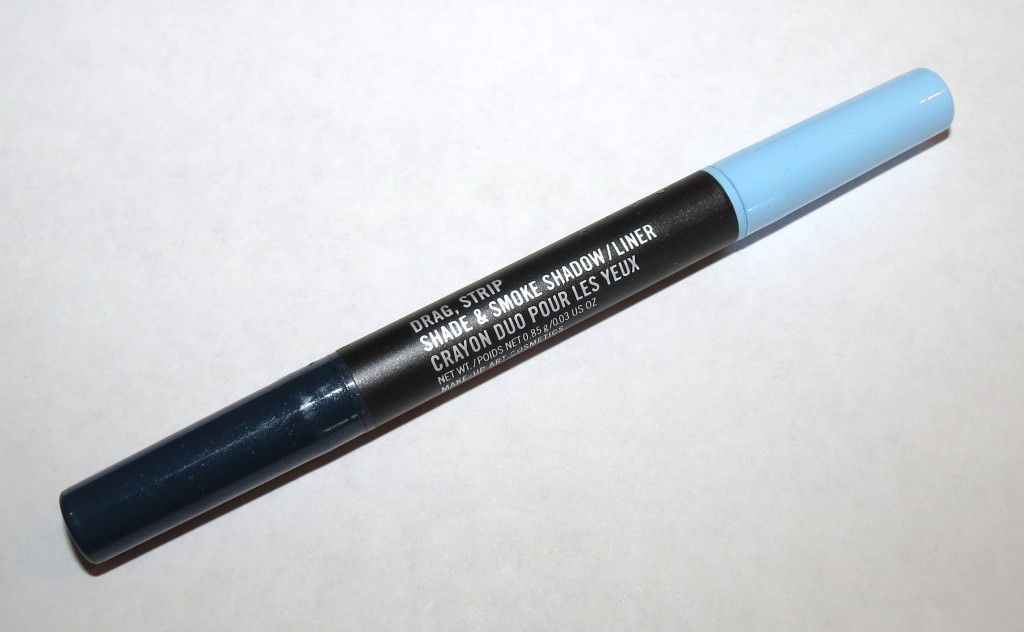 DRAG, STRIP
SHADE & SMOKE SHADOW/LINER
CRAYON DUO POUR LES YEUX
NET WT./POIDS NET 0.85 g/0.03 US OZ
MAKE-UP ART COSMETICS